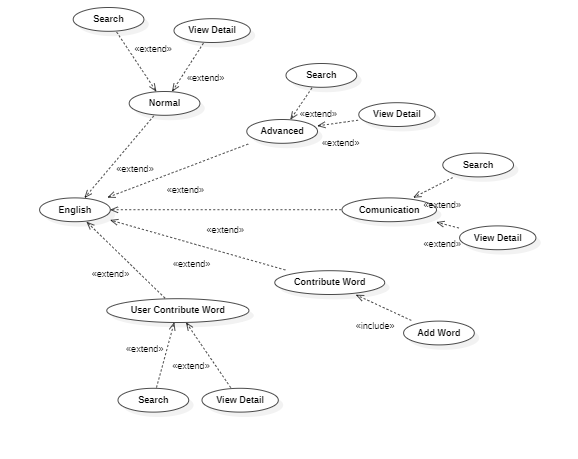 Search
View Detail
«extend»
«extend»
Search
Normal
«extend»
View Detail
Advanced
«extend»
Search
«extend»
«extend»
«extend»
English
Comunication
«extend»
View Detail
«extend»
«extend»
«extend»
Contribute Word
User Contribute Word
«include»
Add Word
«extend»
«extend»
Search
View Detail